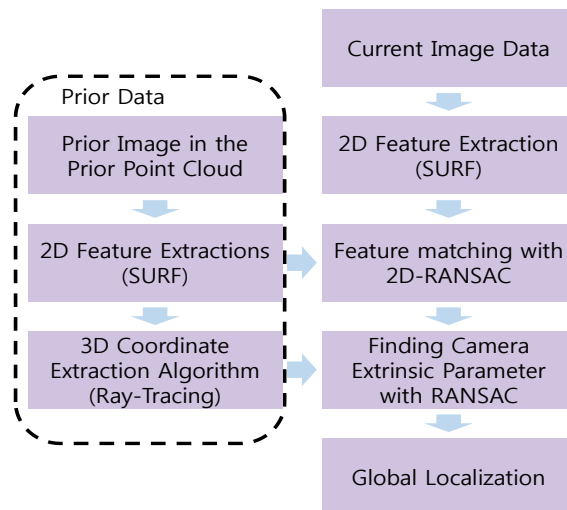 Prior Data
Prior Image in the
Prior Point Cloud
2D Feature Extractions
(SURF)
3D Coordinate
Extraction Algorithm
(Ray-Tracing)
Current Image Data
2D Feature Extraction
(SURF)
Feature matching with
2D-RANSAC
Finding Camera
Extrinsic Parameter
with RANSAC
Global Localization